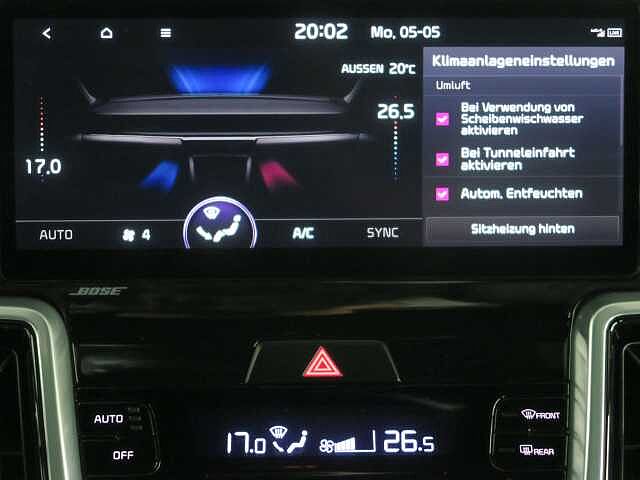 20:02 Mo, 05-05
AUSSEN 20°C
Klimaanlageneinstellungen
Umluft
Bei Verwendung von
Scheibenwischwasser
aktivieren
Bei Tunneleinfahrt
aktivieren
Autom. Entfeuchten
Sitzheizung hinten
26.5
17.0
AUTO 4 A/C SYNC
BOSE
AUTO
OFF
17.0 26.5
FRONT
REAR